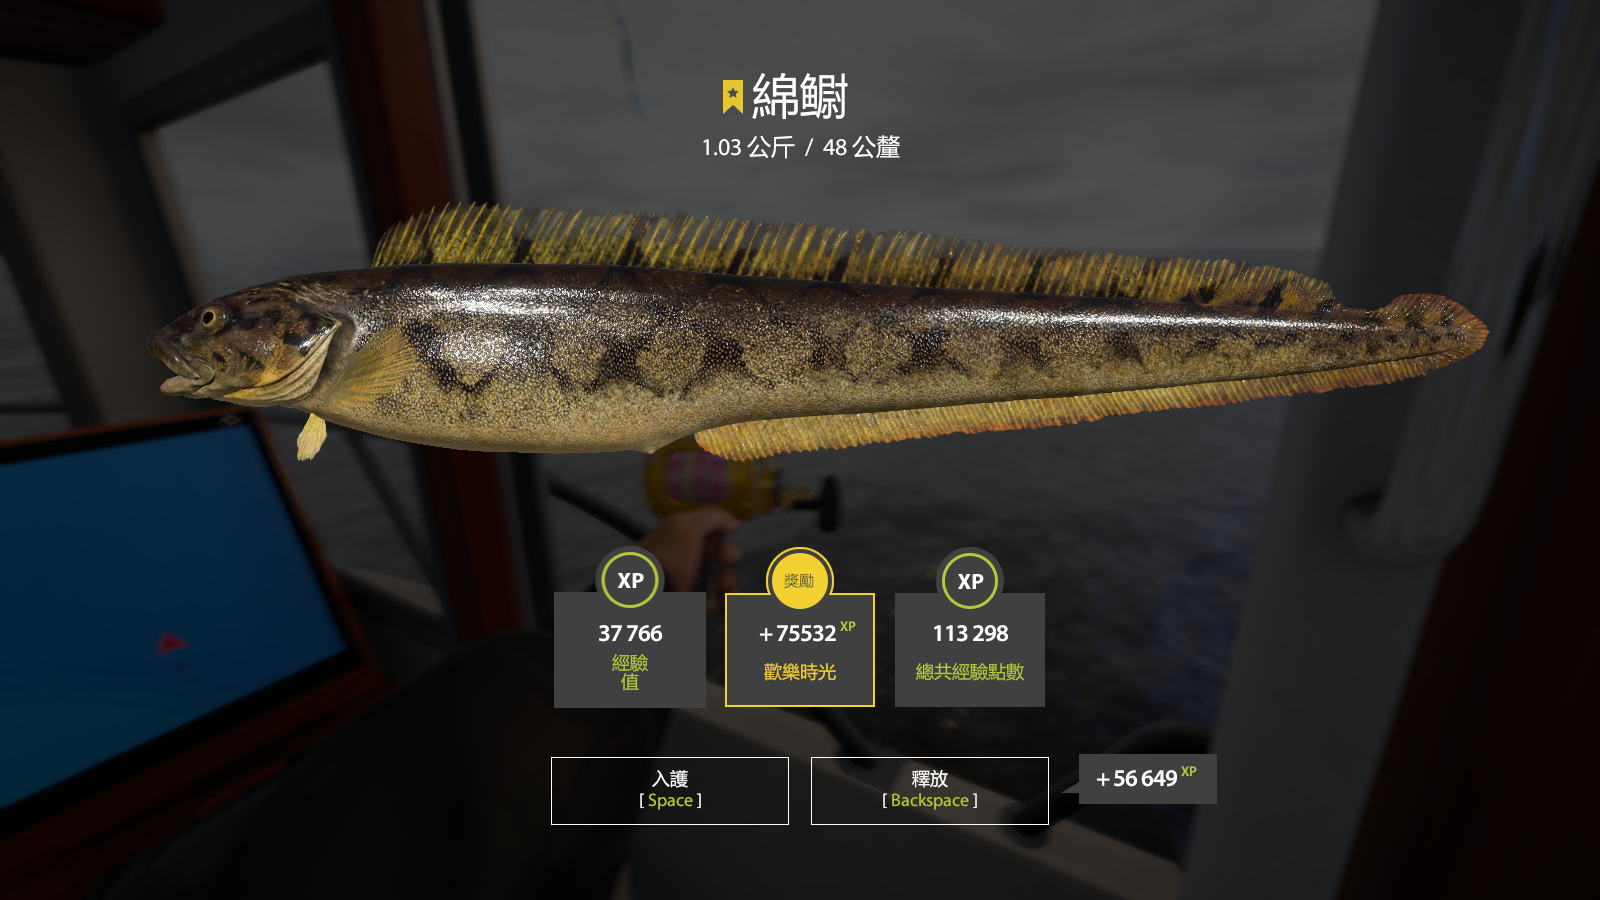 綿鳚
1.03 公斤 / 48 公釐
XP
獎勵
XP
37 766
+75532 XP
113 298
經驗
值
歡樂時光
總共經驗點數
入護
[ Space ]
釋放
[ Backspace ]
+56 649 XP